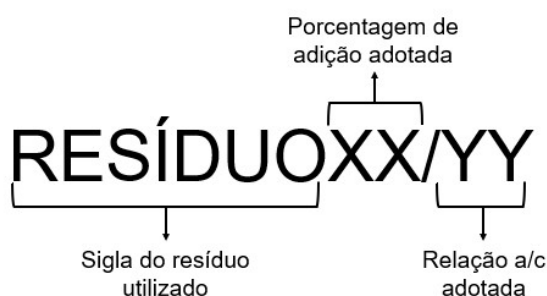 Porcentagem de
adição adotada
RESÍDUOXX/YY
Sigla do resíduo
utilizado
Relação a/c
adotada